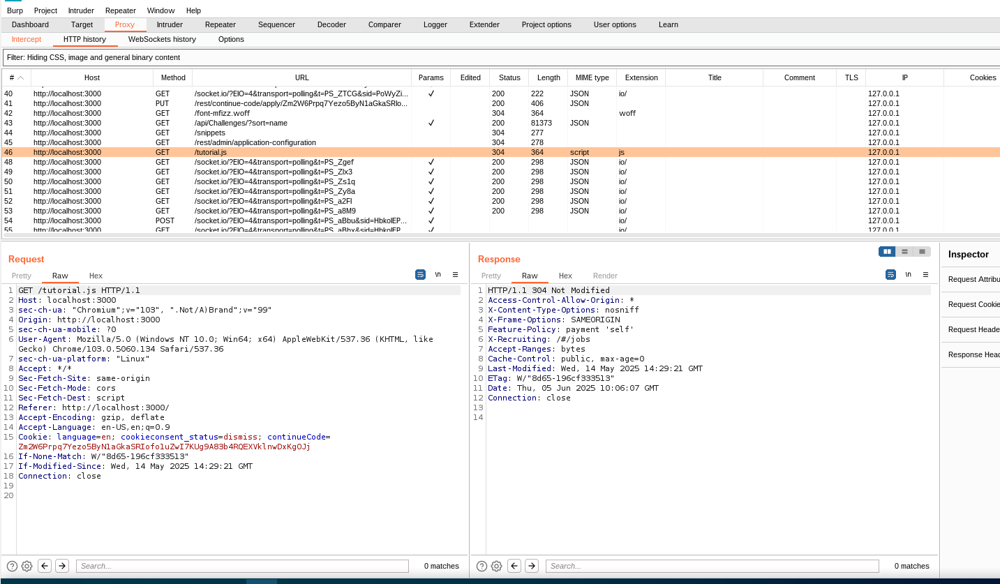 Burp Project Intruder Repeater Window Help
Dashboard Target Proxy Intruder Repeater Sequencer Decoder Comparer Logger Extender Project options User options Learn
Intercept HTTP history WebSockets history Options
Filter: Hiding CSS, image and general binary content
# Host Method URL Params Edited Status Length MIME type Extension Title Comment TLS IP Cookies
40 http://localhost:3000 GET /socket.io/?EIO=4&transport=polling&t=PS_ZTCG&sid=PoWyZi... ✓ 200 222 JSON io/ 127.0.0.1
41 http://localhost:3000 PUT /rest/continue-code/apply/Zm2W6Prpq7Yezo5ByN1aGkaSRIo... 200 406 JSON 127.0.0.1
42 http://localhost:3000 GET /font-mfizz.woff 304 364 woff 127.0.0.1
43 http://localhost:3000 GET /api/Challenges/?sort=name ✓ 200 81373 JSON 127.0.0.1
44 http://localhost:3000 GET /snippets 304 277 127.0.0.1
45 http://localhost:3000 GET /rest/admin/application-configuration 304 278 127.0.0.1
46 http://localhost:3000 GET /tutorial.js 304 364 script js 127.0.0.1
48 http://localhost:3000 GET /socket.io/?EIO=4&transport=polling&t=PS_Zgef ✓ 200 298 JSON io/ 127.0.0.1
49 http://localhost:3000 GET /socket.io/?EIO=4&transport=polling&t=PS_Zlx3 ✓ 200 298 JSON io/ 127.0.0.1
50 http://localhost:3000 GET /socket.io/?EIO=4&transport=polling&t=PS_Zs1q ✓ 200 298 JSON io/ 127.0.0.1
51 http://localhost:3000 GET /socket.io/?EIO=4&transport=polling&t=PS_Zy8a ✓ 200 298 JSON io/ 127.0.0.1
52 http://localhost:3000 GET /socket.io/?EIO=4&transport=polling&t=PS_a2Fl ✓ 200 298 JSON io/ 127.0.0.1
53 http://localhost:3000 GET /socket.io/?EIO=4&transport=polling&t=PS_a8M9 ✓ 200 298 JSON io/ 127.0.0.1
54 http://localhost:3000 POST /socket.io/?EIO=4&transport=polling&t=PS_aBbu&sid=HbkolEP... ✓ io/ 127.0.0.1
55 http://localhost:3000 GET /socket.io/?EIO=4&transport=polling&t=PS_aBbx&sid=HbkolEP ✓ io/ 127.0.0.1
Request
Pretty Raw Hex \n
1 GET /tutorial.js HTTP/1.1
2 Host: localhost:3000
3 sec-ch-ua: "Chromium";v="103", ".Not/A)Brand";v="99"
4 Origin: http://localhost:3000
5 sec-ch-ua-mobile: ?0
6 User-Agent: Mozilla/5.0 (Windows NT 10.0; Win64; x64) AppleWebKit/537.36 (KHTML, like
Gecko) Chrome/103.0.5060.134 Safari/537.36
7 sec-ch-ua-platform: "Linux"
8 Accept: */*
9 Sec-Fetch-Site: same-origin
10 Sec-Fetch-Mode: cors
11 Sec-Fetch-Dest: script
12 Referer: http://localhost:3000/
13 Accept-Encoding: gzip, deflate
14 Accept-Language: en-US,en;q=0.9
15 Cookie: language=en; cookieconsent_status=dismiss; continueCode=
Zm2W6Prpq7Yezo5ByN1aGkaSRIofo1uZwI7KUg9A83b4RQEXVklnwDxKgOJj
16 If-None-Match: W/"8d65-196cf333513"
17 If-Modified-Since: Wed, 14 May 2025 14:29:21 GMT
18 Connection: close
19
20
Search... 0 matches
Response
Pretty Raw Hex Render \n
1 HTTP/1.1 304 Not Modified
2 Access-Control-Allow-Origin: *
3 X-Content-Type-Options: nosniff
4 X-Frame-Options: SAMEORIGIN
5 Feature-Policy: payment 'self'
6 X-Recruiting: /#/jobs
7 Accept-Ranges: bytes
8 Cache-Control: public, max-age=0
9 Last-Modified: Wed, 14 May 2025 14:29:21 GMT
10 ETag: W/"8d65-196cf333513"
11 Date: Thu, 05 Jun 2025 10:06:07 GMT
12 Connection: close
13
14
Search... 0 matches
Inspector
Request Attribu
Request Cookie
Request Heade
Response Head